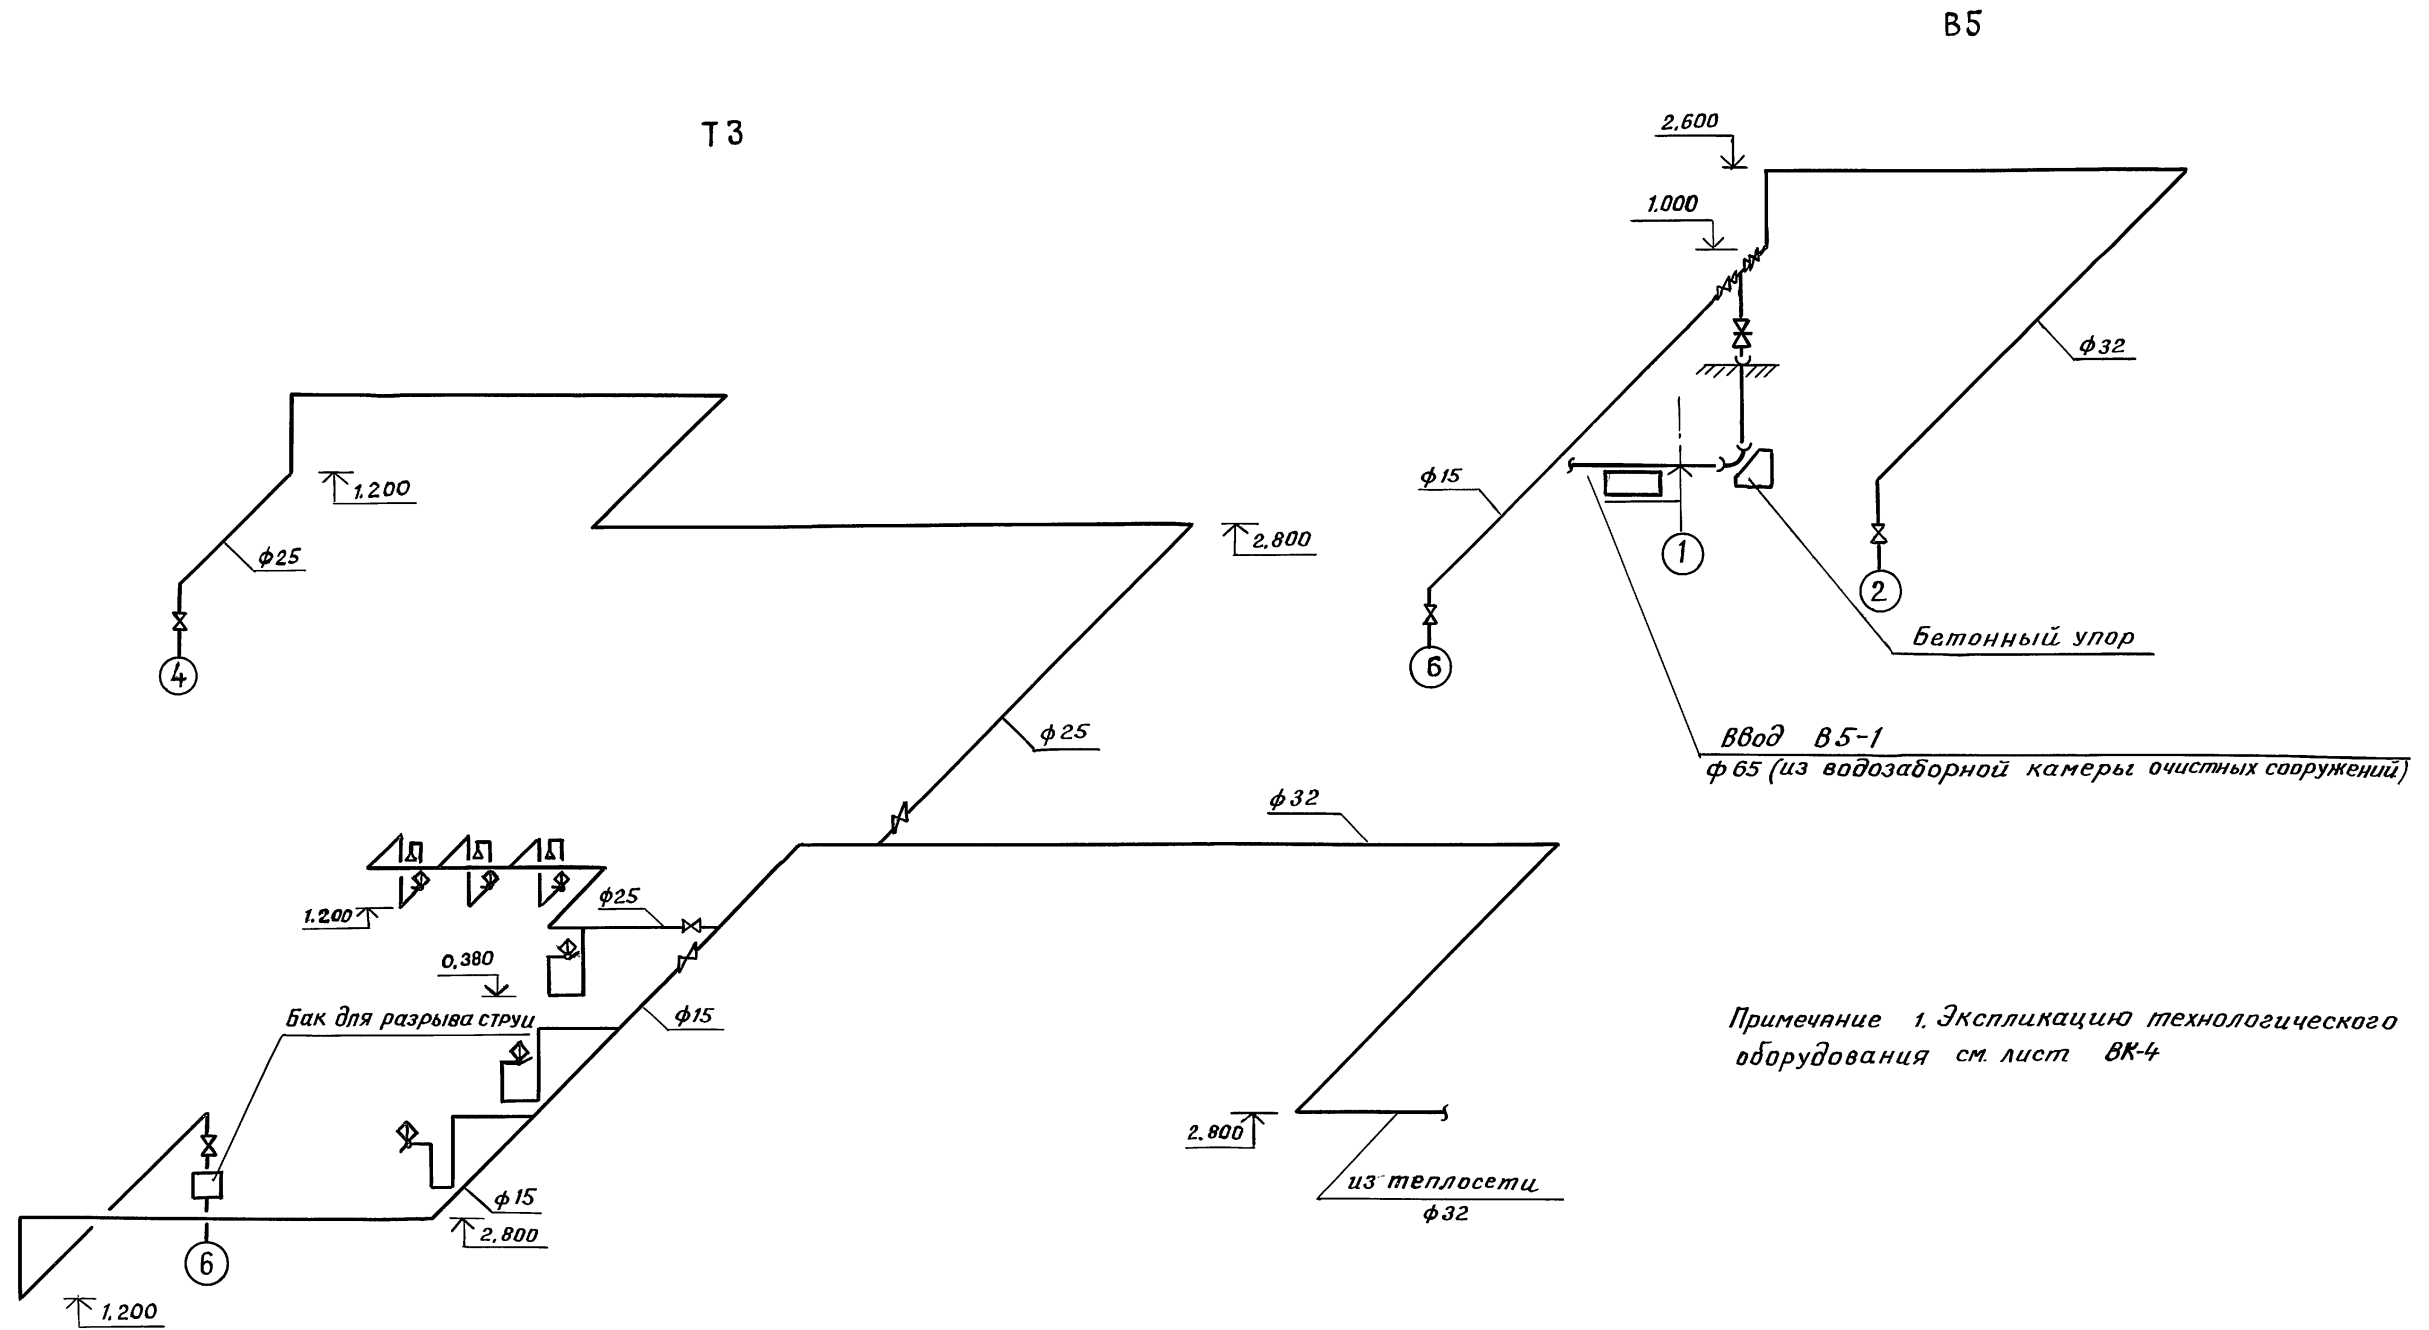 В5
Т3
2,600
1.000
ф32
1.200
ф25
2,800
ф15
1
2
4
6
Бетонный упор
ф25
Ввод В5-1
ф65 (из водозаборной камеры очистных сооружений)
ф32
ф25
1.200
0,380
Бак для разрыва струи
ф15
Примечание 1. Экспликацию технологического
оборудования см. лист ВК-4
2.800
из теплосети
ф32
ф15
2,800
6
1,200